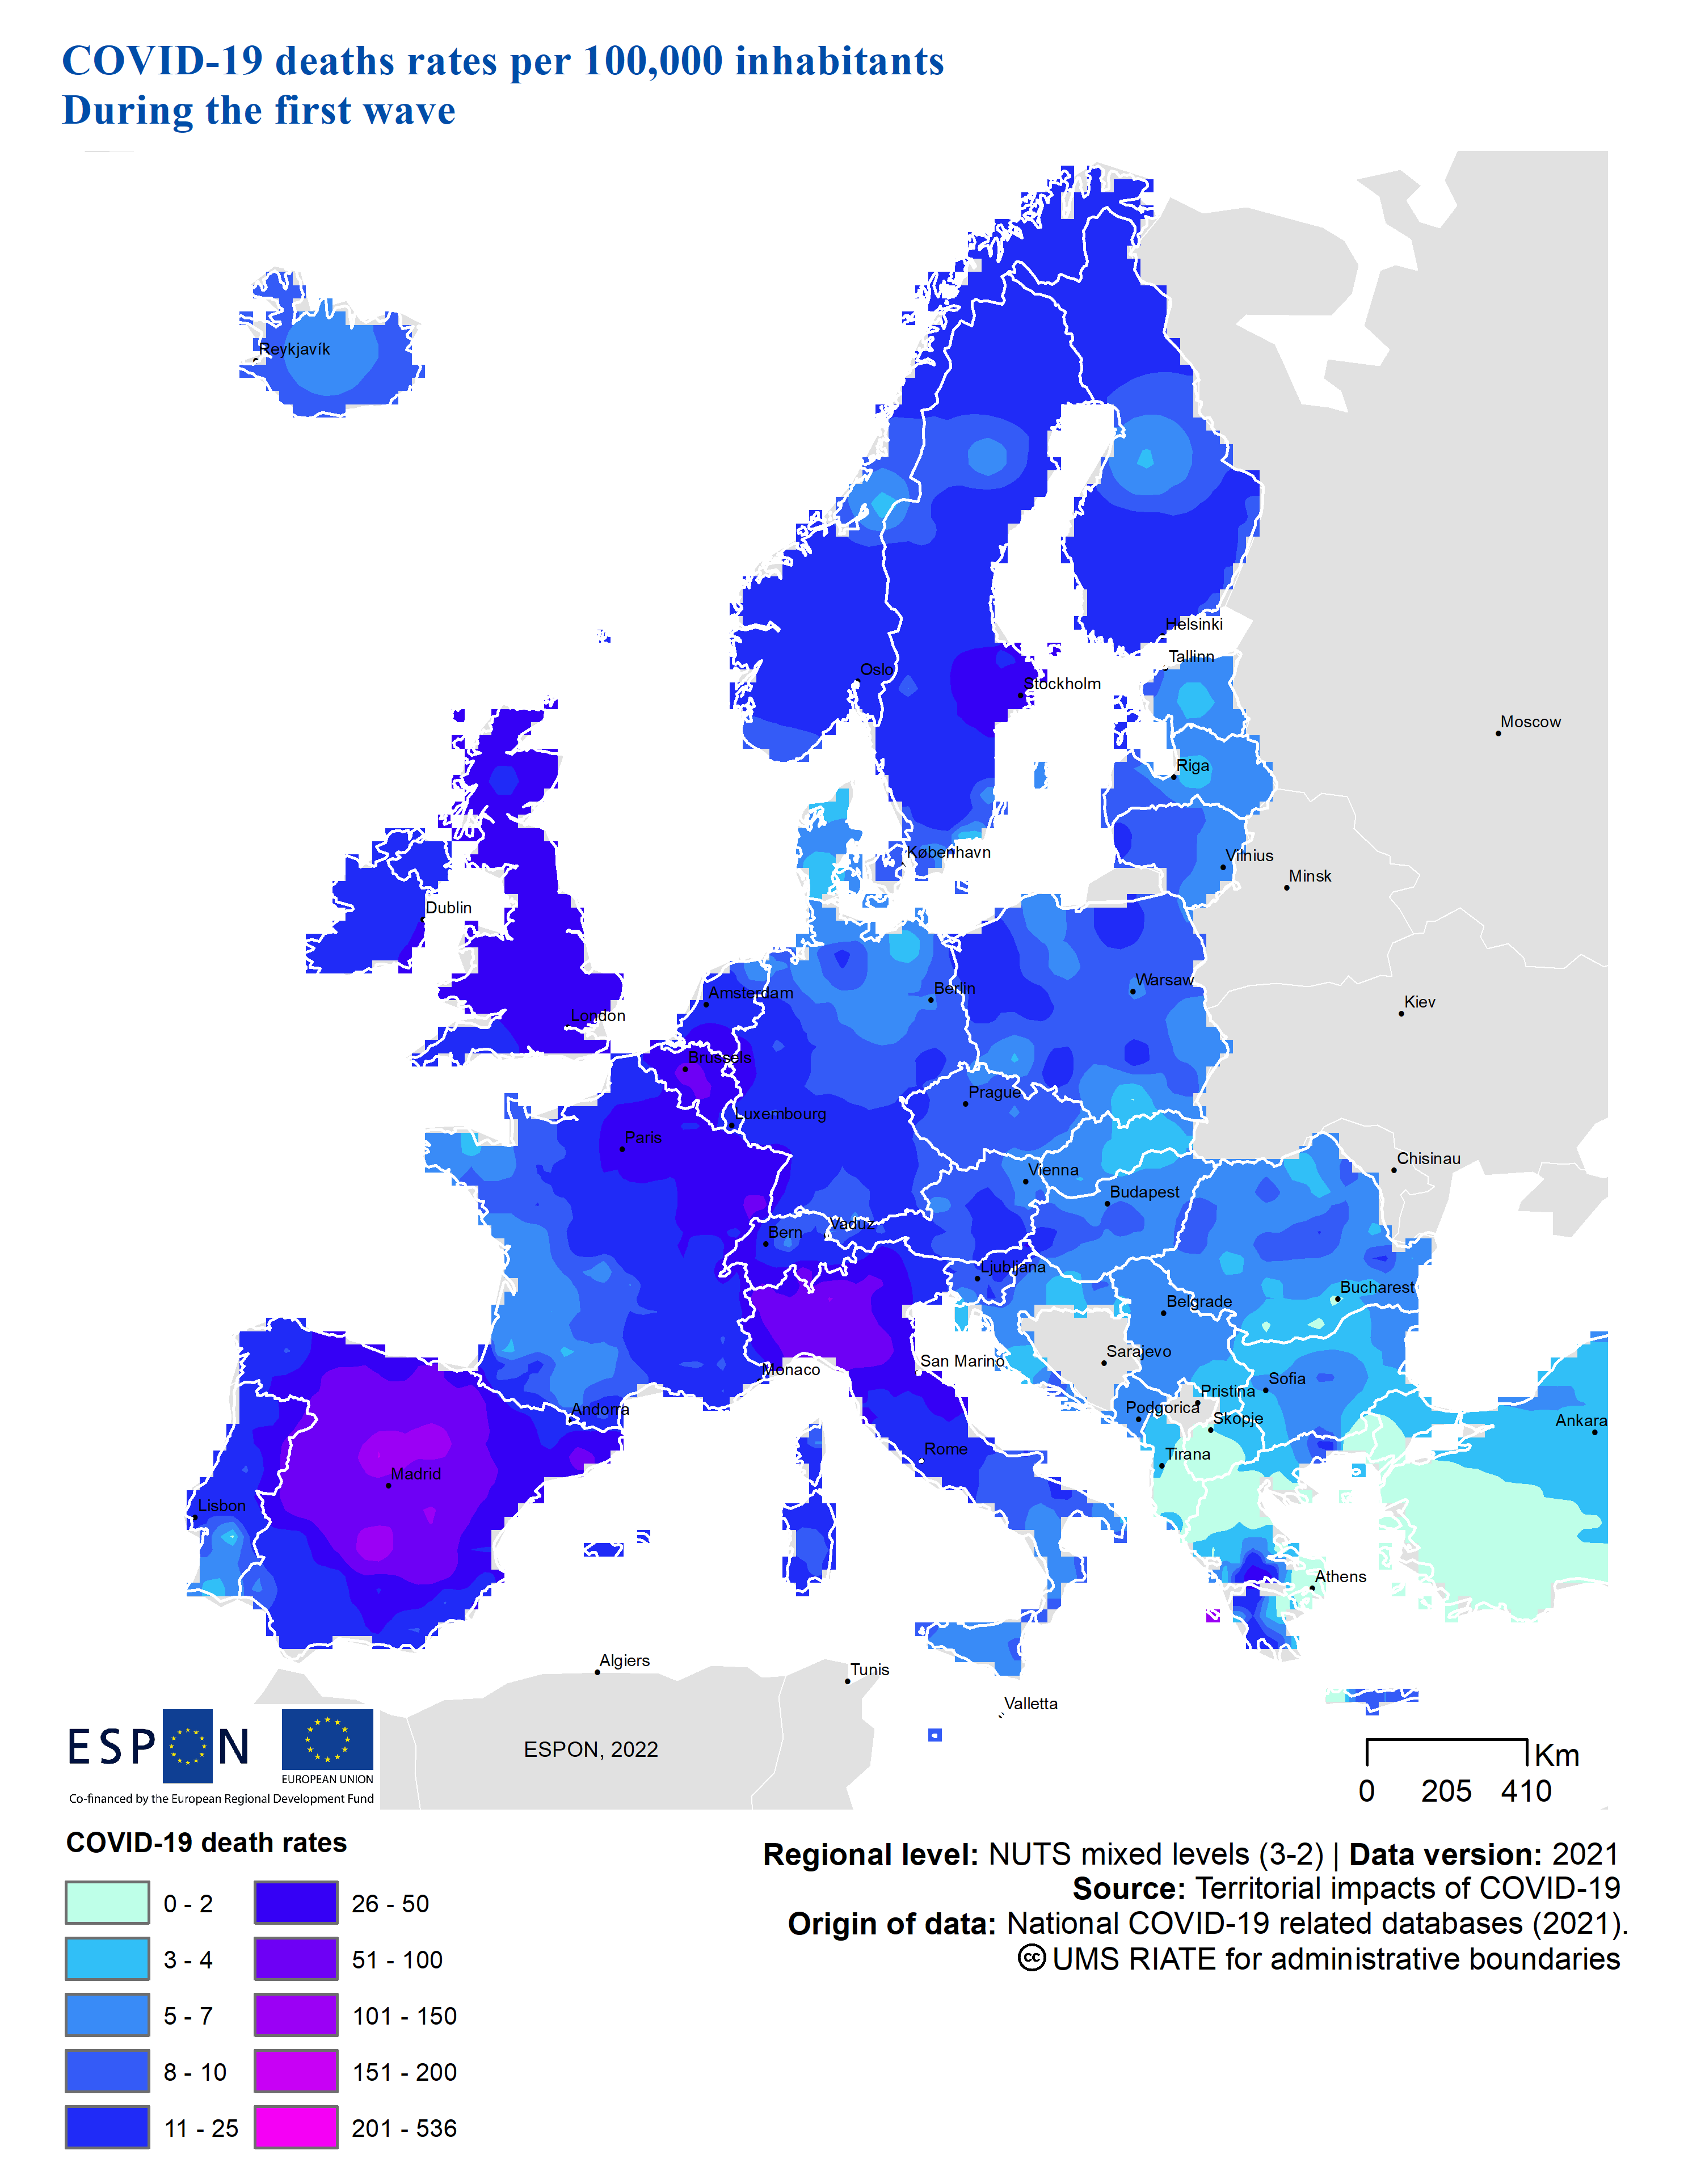 COVID-19 deaths rates per 100,000 inhabitants
During the first wave
Reykjavík
Helsinki
Tallinn
Oslo
Stockholm
Moscow
Riga
København
Vilnius
Minsk
Dublin
Warsaw
Berlin
Amsterdam
Kiev
London
Brussels
Prague
Luxembourg
Paris
Chisinau
Vienna
Budapest
Vaduz
Bern
Ljubljana
Bucharest
Belgrade
Sarajevo
San Marino
Monaco
Sofia
Pristina
Podgorica
Andorra
Skopje
Ankara
Rome
Tirana
Madrid
Lisbon
Athens
Algiers
Tunis
Valletta
ESPON
EUROPEAN UNION
Co-financed by the European Regional Development Fund
ESPON, 2022
Km
0 205 410
COVID-19 death rates
0 - 2
3 - 4
5 - 7
8 - 10
11 - 25
26 - 50
51 - 100
101 - 150
151 - 200
201 - 536
Regional level: NUTS mixed levels (3-2) | Data version: 2021
Source: Territorial impacts of COVID-19
Origin of data: National COVID-19 related databases (2021).
cc UMS RIATE for administrative boundaries